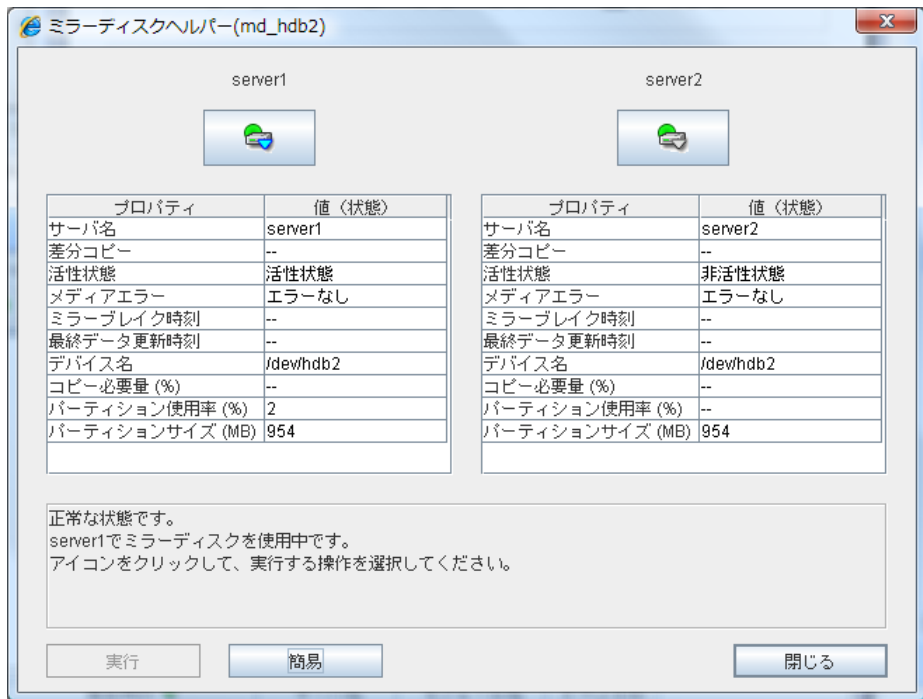 ミラーディスクヘルパー(md_hdb2)
server1
server2
プロパティ 値（状態）
サーバ名 server1
差分コピー --
活性状態 活性状態
メディアエラー エラーなし
ミラーブレイク時刻 --
最終データ更新時刻 --
デバイス名 /dev/hdb2
コピー必要量 (%) --
パーティション使用率 (%) 2
パーティションサイズ (MB) 954
プロパティ 値（状態）
サーバ名 server2
差分コピー --
活性状態 非活性状態
メディアエラー エラーなし
ミラーブレイク時刻 --
最終データ更新時刻 --
デバイス名 /dev/hdb2
コピー必要量 (%) --
パーティション使用率 (%) --
パーティションサイズ (MB) 954
正常な状態です。
server1でミラーディスクを使用中です。
アイコンをクリックして、実行する操作を選択してください。
実行
簡易
閉じる